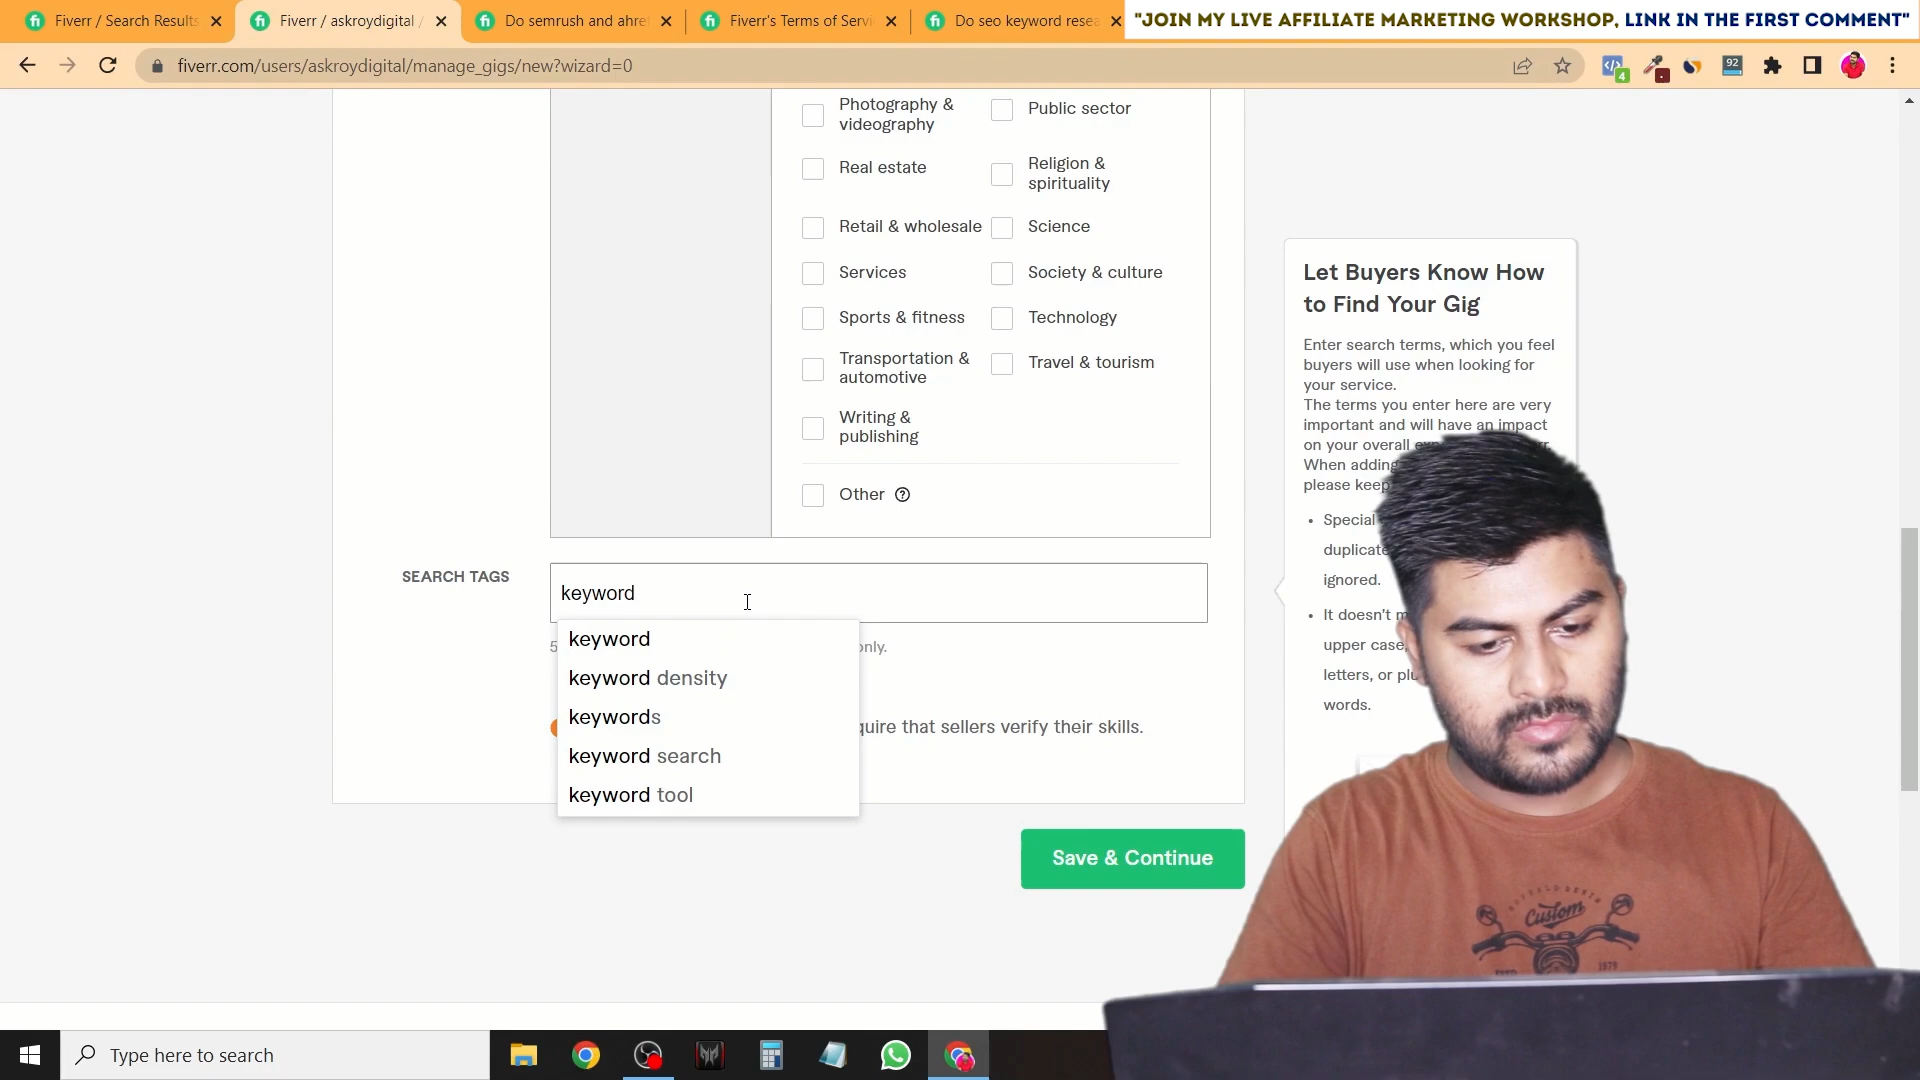 Fiverr / Search Results
Fiverr / askroydigital /
Do semrush and ahre
Fiverr's Terms of Servi
Do seo keyword resea
"JOIN MY LIVE AFFILIATE MARKETING WORKSHOP, LINK IN THE FIRST COMMENT"
fiverr.com/users/askroydigital/manage_gigs/new?wizard=0
4
92
Photography &
videography
Public sector
Real estate
Religion &
spirituality
Retail & wholesale
Science
Services
Society & culture
Sports & fitness
Technology
Transportation &
automotive
Travel & tourism
Writing &
publishing
Other
SEARCH TAGS
keyword
keyword
keyword density
keywords
keyword search
keyword tool
5
only.
quire that sellers verify their skills.
Save & Continue
Let Buyers Know How
to Find Your Gig
Enter search terms, which you feel
buyers will use when looking for
your service.
The terms you enter here are very
important and will have an impact
on your overall
When adding
please keep
Special
duplicate
ignored.
It doesn't m
upper case,
letters, or plu
words.
Custom
1979
Type here to search